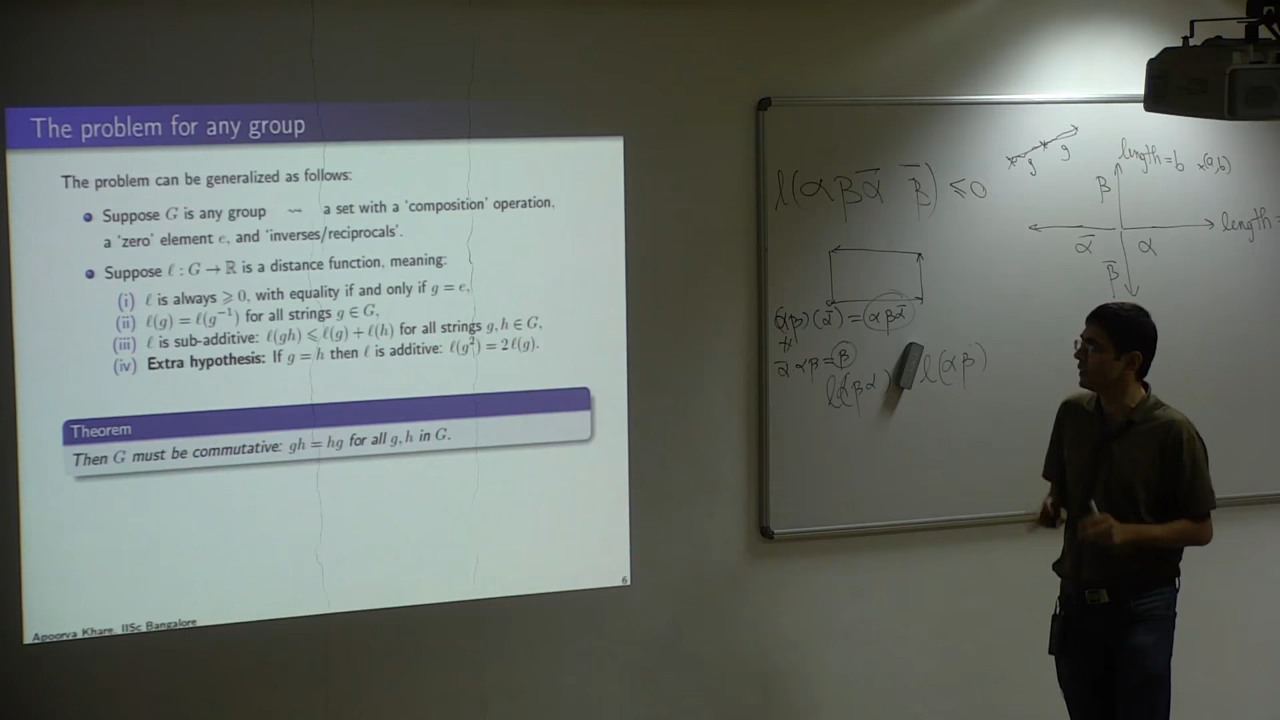 The problem for any group
The problem can be generalized as follows:
Suppose G is any group ⇝ a set with a ‘composition’ operation,
a ‘zero’ element e, and ‘inverses/reciprocals’.
Suppose ℓ : G → ℝ is a distance function, meaning:
(i) ℓ is always ⩾ 0, with equality if and only if g = e,
(ii) ℓ(g) = ℓ(g⁻¹) for all strings g ∈ G,
(iii) ℓ is sub-additive: ℓ(gh) ⩽ ℓ(g) + ℓ(h) for all strings g, h ∈ G,
(iv) Extra hypothesis: If g = h then ℓ is additive: ℓ(g²) = 2ℓ(g).
Theorem
Then G must be commutative: gh = hg for all g, h in G.
6
Apoorva Khare, IISc Bangalore
l(αβᾱ β̄) ⩽ 0
g g
length=b ×(a,b)
β
length=
ᾱ α
β̄
(αβ)(ᾱ) = αβᾱ
ᾱαβ = β
l(αβ
l(αβ)